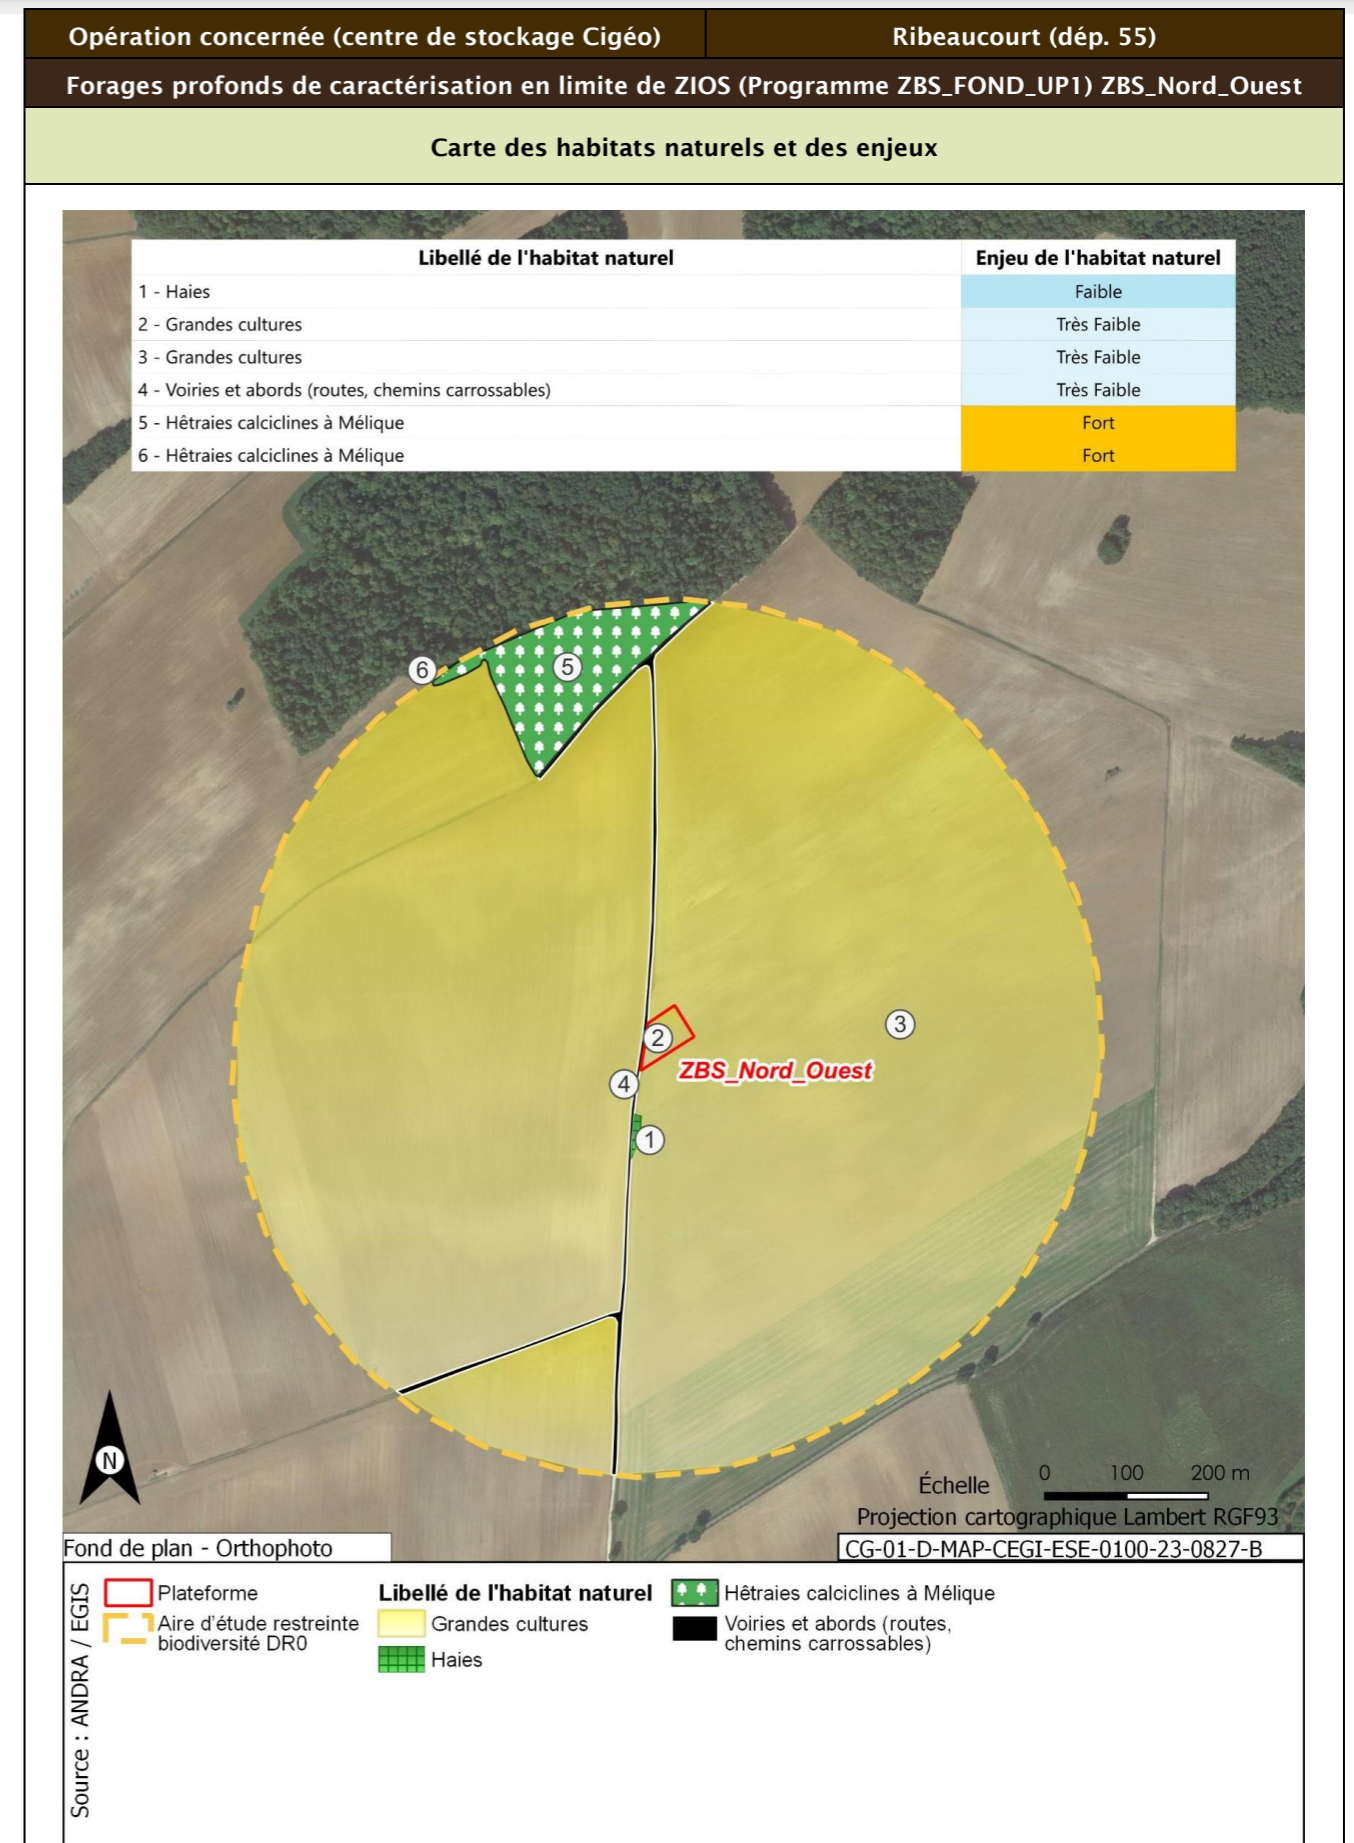 Opération concernée (centre de stockage Cigéo) Ribeaucourt (dép. 55)
Forages profonds de caractérisation en limite de ZIOS (Programme ZBS_FOND_UP1) ZBS_Nord_Ouest
Carte des habitats naturels et des enjeux
Libellé de l'habitat naturel Enjeu de l'habitat naturel
1 - Haies Faible
2 - Grandes cultures Très Faible
3 - Grandes cultures Très Faible
4 - Voiries et abords (routes, chemins carrossables) Très Faible
5 - Hêtraies calciclines à Mélique Fort
6 - Hêtraies calciclines à Mélique Fort
6
5
3
2
ZBS_Nord_Ouest
4
1
N
Échelle 0 100 200 m
Projection cartographique Lambert RGF93
Fond de plan - Orthophoto
CG-01-D-MAP-CEGI-ESE-0100-23-0827-B
Source : ANDRA / EGIS
Plateforme
Aire d'étude restreinte
biodiversité DR0
Libellé de l'habitat naturel
Grandes cultures
Haies
Hêtraies calciclines à Mélique
Voiries et abords (routes,
chemins carrossables)